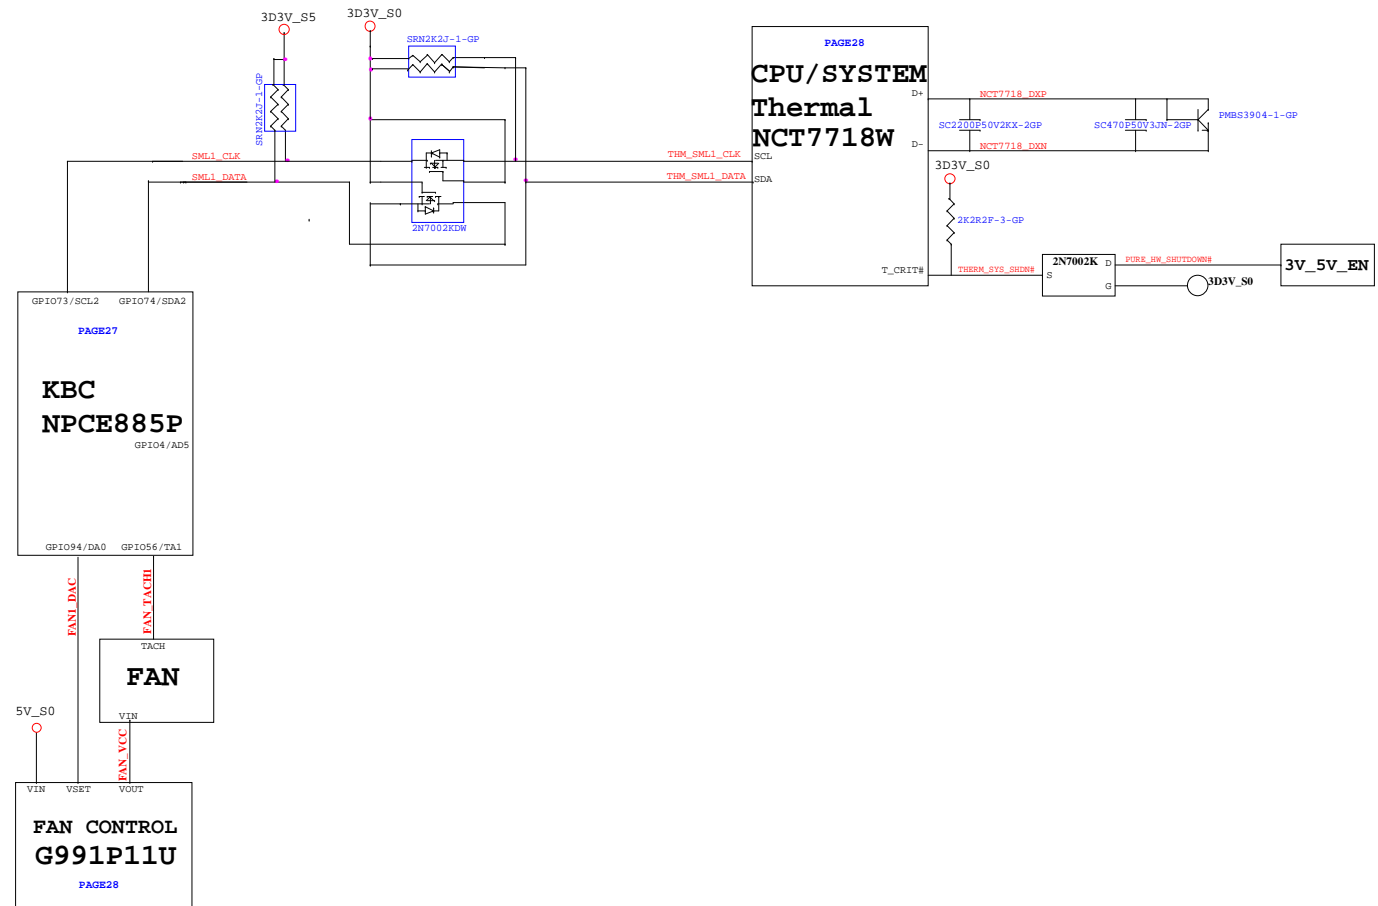 3D3V_S5
3D3V_S0
SRN2K2J-1-GP
SRN2K2J-1-GP
SML1_CLK
SML1_DATA
2N7002KDW
THM_SML1_CLK
THM_SML1_DATA
PAGE28
CPU/SYSTEM
Thermal
NCT7718W
D+
D-
SCL
SDA
T_CRIT#
NCT7718_DXP
SC2200P50V2KX-2GP
SC470P50V3JN-2GP
PMBS3904-1-GP
NCT7718_DXN
3D3V_S0
2K2R2F-3-GP
THERM_SYS_SHDN#
2N7002K
D
S
G
PURE_HW_SHUTDOWN#
3D3V_S0
3V_5V_EN
GPIO73/SCL2
GPIO74/SDA2
PAGE27
KBC
NPCE885P
GPIO4/AD5
GPIO94/DA0
GPIO56/TA1
FAN1_DAC
FAN_TACH1
TACH
FAN
VIN
5V_S0
FAN_VCC
VIN
VSET
VOUT
FAN CONTROL
G991P11U
PAGE28